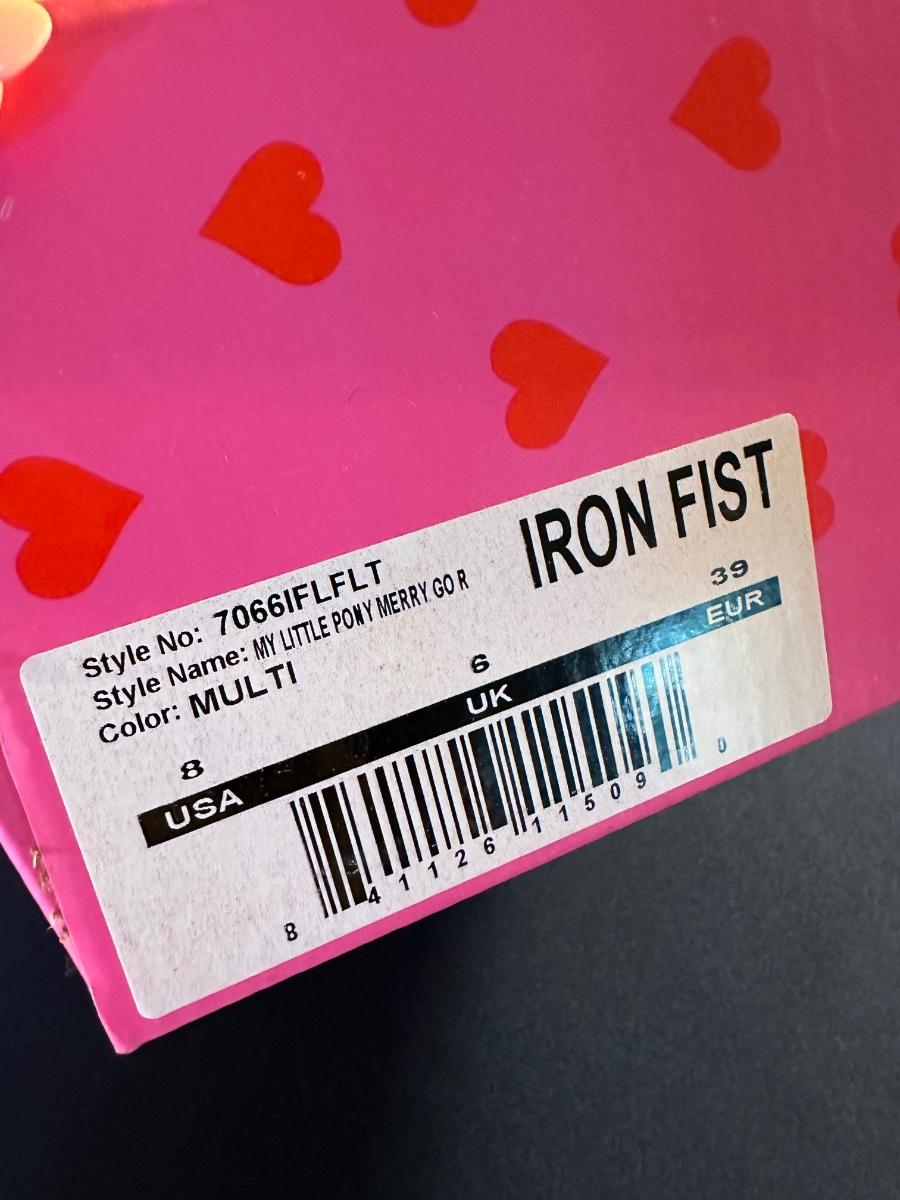 IRON FIST
Style No: 7066IFLFLT
Style Name: MY LITTLE PONY MERRY GO R
Color: MULTI
8 6 39
USA UK EUR
8 41126 11509 0